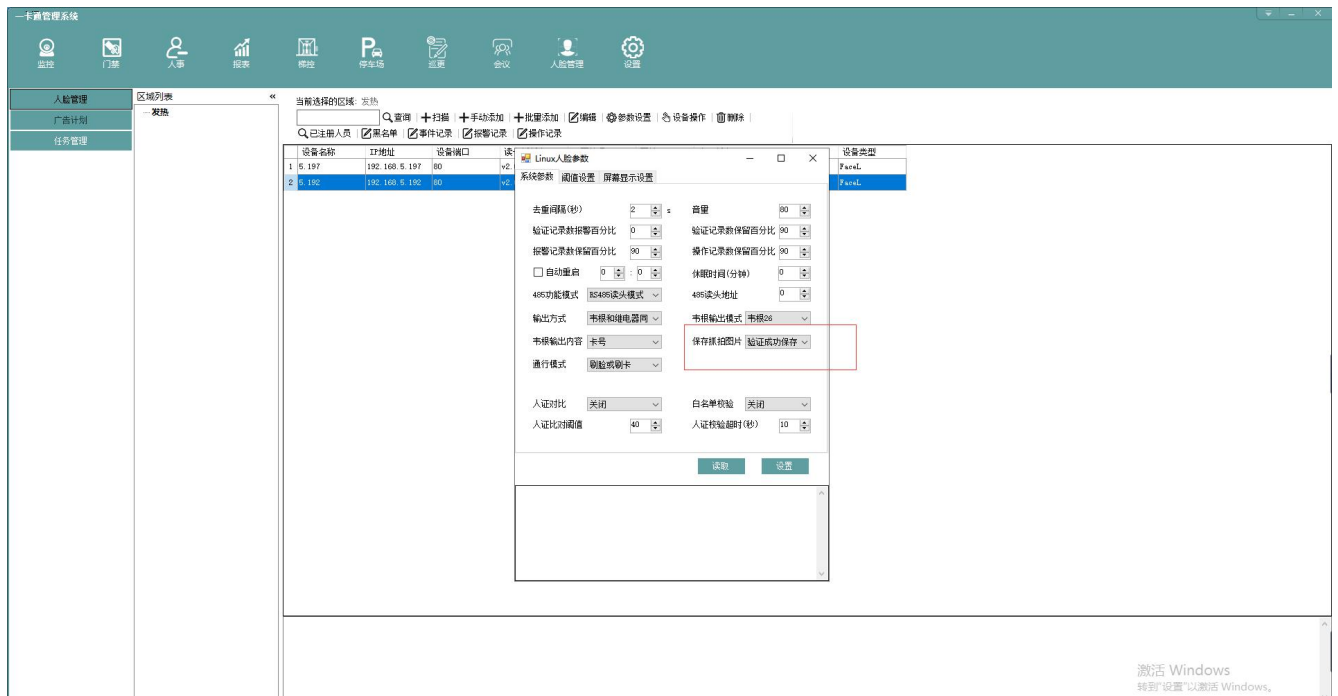 一卡通管理系统
监控 门禁 人事 报表 梯控 停车场 巡更 会议 人脸管理 设置
人脸管理
广告计划
任务管理
区域列表 «
发热
当前选择的区域: 发热
查询 扫描 手动添加 批量添加 编辑 参数设置 设备操作 删除
已注册人员 黑名单 事件记录 报警记录 操作记录
设备名称 IP地址 设备端口 设备类型
1 5.197 192.168.5.197 80 v2. FaceL
2 5.192 192.168.5.192 80 v2. FaceL
Linux人脸参数
系统参数 阈值设置 屏幕显示设置
去重间隔(秒) 2 s 音量 80
验证记录数报警百分比 0 验证记录数保留百分比 90
报警记录数保留百分比 90 操作记录数保留百分比 90
自动重启 0 : 0 休眠时间(分钟) 0
485功能模式 RS485读头模式 485读头地址 0
输出方式 韦根和继电器同 韦根输出模式 韦根26
韦根输出内容 卡号 保存抓拍图片 验证成功保存
通行模式 刷脸或刷卡
人证对比 关闭 白名单校验 关闭
人证比对阈值 40 人证核验超时(秒) 10
读取 设置
激活 Windows
转到"设置"以激活 Windows。